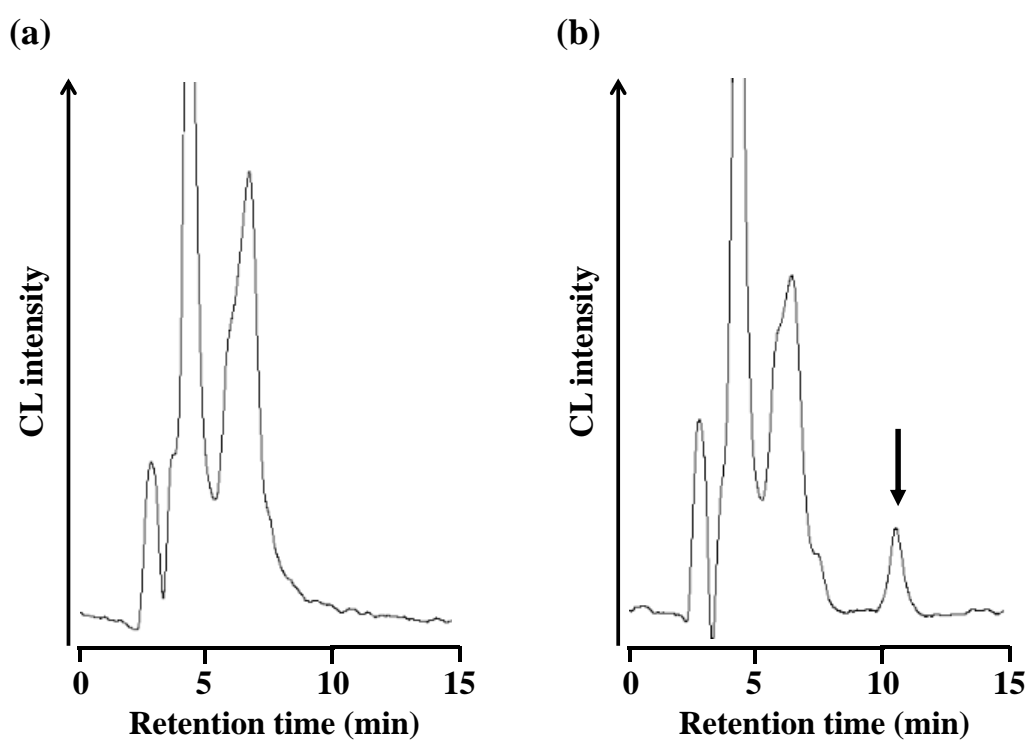 (a)
(b)
CL intensity
CL intensity
0 5 10 15
0 5 10 15
Retention time (min)
Retention time (min)